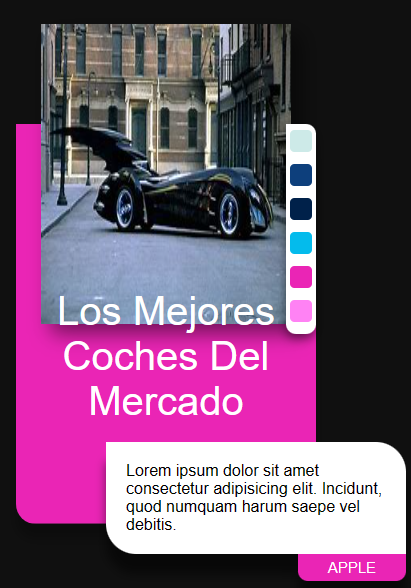 Los Mejores
Coches Del
Mercado
Lorem ipsum dolor sit amet
consectetur adipisicing elit. Incidunt,
quod numquam harum saepe vel
debitis.
APPLE